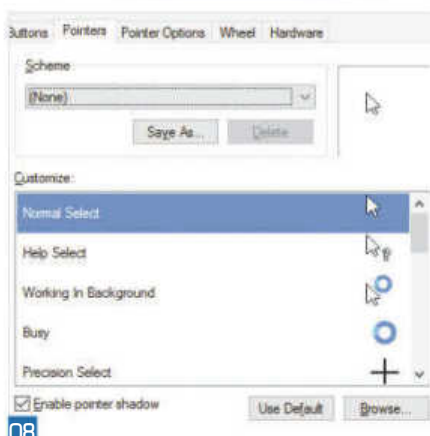 Buttons Pointers Pointer Options Wheel Hardware
Scheme
(None)
Save As... Delete
Customize:
Normal Select
Help Select
Working In Background
Busy
Precision Select
Enable pointer shadow
Use Default Browse...
08